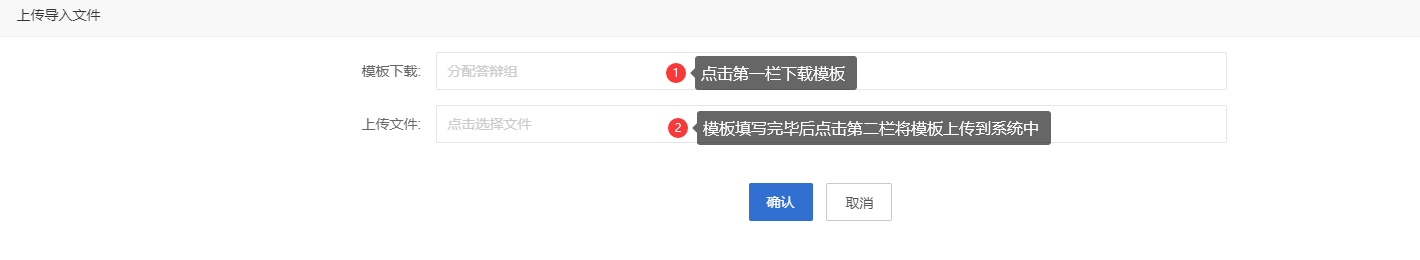 上传导入文件
模板下载: 分配答辩组 1 点击第一栏下载模板
上传文件: 点击选择文件 2 模板填写完毕后点击第二栏将模板上传到系统中
确认 取消